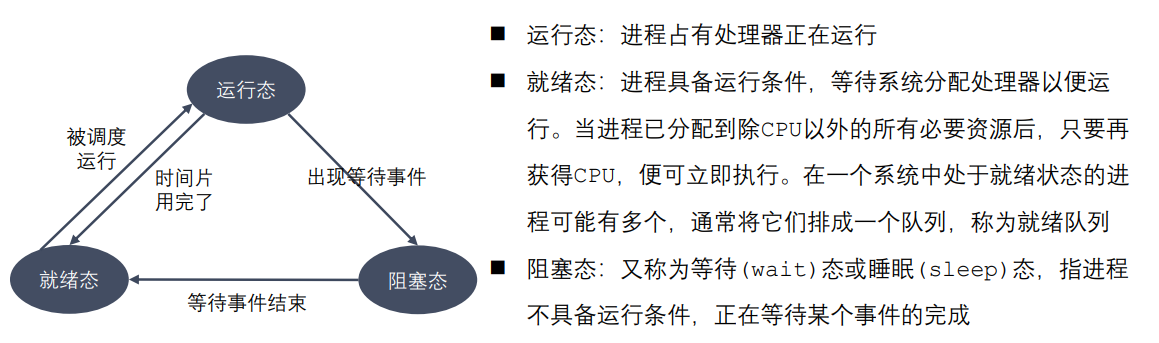 运行态
被调度
运行
时间片
用完了
出现等待事件
就绪态
阻塞态
等待事件结束
■ 运行态：进程占有处理器正在运行
■ 就绪态：进程具备运行条件，等待系统分配处理器以便运
行。当进程已分配到除CPU以外的所有必要资源后，只要再
获得CPU，便可立即执行。在一个系统中处于就绪状态的进
程可能有多个，通常将它们排成一个队列，称为就绪队列
■ 阻塞态：又称为等待(wait)态或睡眠(sleep)态，指进程
不具备运行条件，正在等待某个事件的完成